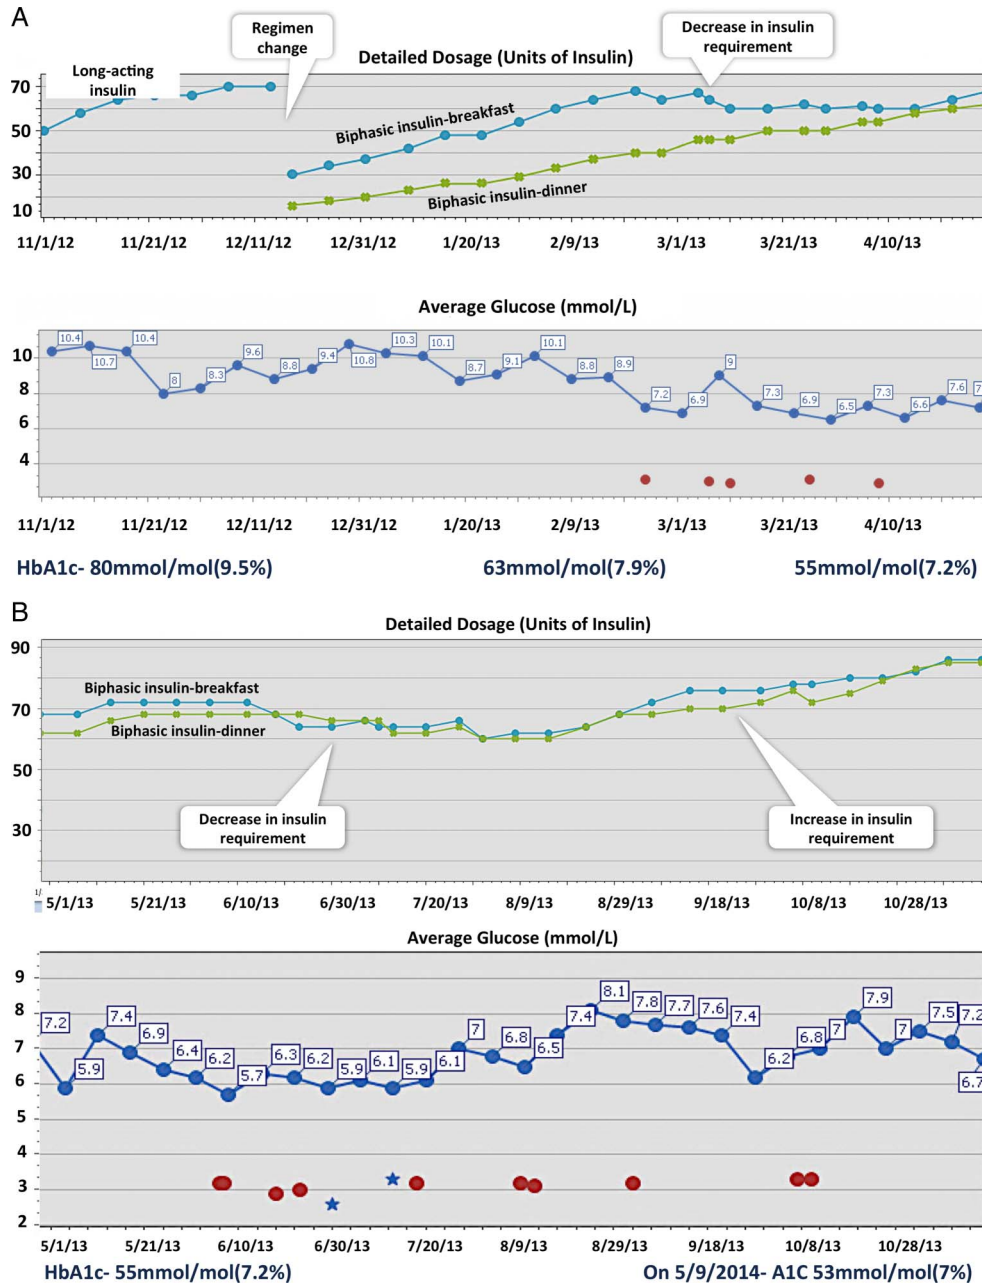 A
Regimen
change
Decrease in insulin
requirement
Detailed Dosage (Units of Insulin)
Long-acting
insulin
70
50
30
10
Biphasic insulin-breakfast
Biphasic insulin-dinner
11/1/12 11/21/12 12/11/12 12/31/12 1/20/13 2/9/13 3/1/13 3/21/13 4/10/13
Average Glucose (mmol/L)
10
8
6
4
10.4 10.7 10.4 8 8.3 9.6 8.8 9.4 10.8 10.3 10.1 8.7 9.1 10.1 8.8 8.9 7.2 6.9 9 7.3 6.9 6.5 7.3 6.6 7.6 7
11/1/12 11/21/12 12/11/12 12/31/12 1/20/13 2/9/13 3/1/13 3/21/13 4/10/13
HbA1c- 80mmol/mol(9.5%) 63mmol/mol(7.9%) 55mmol/mol(7.2%)
B
Detailed Dosage (Units of Insulin)
90
70
50
30
Biphasic insulin-breakfast
Biphasic insulin-dinner
Decrease in insulin
requirement
Increase in insulin
requirement
5/1/13 5/21/13 6/10/13 6/30/13 7/20/13 8/9/13 8/29/13 9/18/13 10/8/13 10/28/13
Average Glucose (mmol/L)
9
8
7
6
5
4
3
2
7.2 5.9 7.4 6.9 6.4 6.2 5.7 6.3 6.2 5.9 6.1 5.9 6.1 7 6.8 6.5 7.4 8.1 7.8 7.7 7.6 7.4 6.2 6.8 7 7.9 7 7.5 7.2 6.7
5/1/13 5/21/13 6/10/13 6/30/13 7/20/13 8/9/13 8/29/13 9/18/13 10/8/13 10/28/13
HbA1c- 55mmol/mol(7.2%) On 5/9/2014- A1C 53mmol/mol(7%)